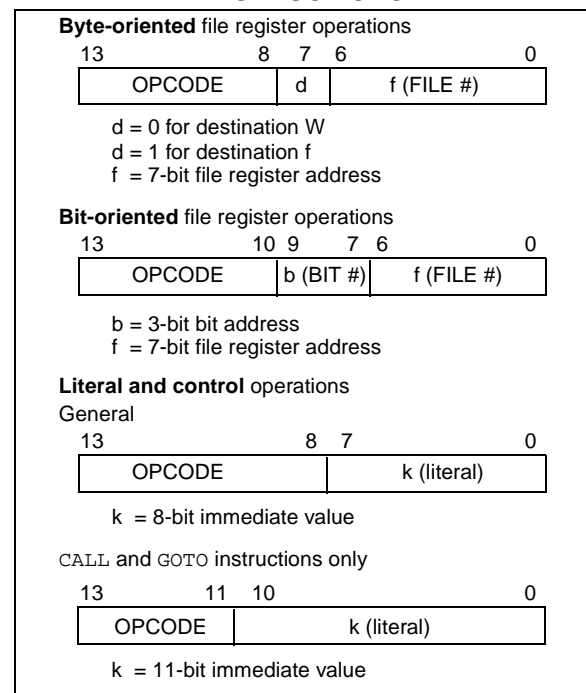 Byte-oriented file register operations
13 8 7 6 0
OPCODE d f (FILE #)
d = 0 for destination W
d = 1 for destination f
f = 7-bit file register address
Bit-oriented file register operations
13 10 9 7 6 0
OPCODE b (BIT #) f (FILE #)
b = 3-bit bit address
f = 7-bit file register address
Literal and control operations
General
13 8 7 0
OPCODE k (literal)
k = 8-bit immediate value
CALL and GOTO instructions only
13 11 10 0
OPCODE k (literal)
k = 11-bit immediate value